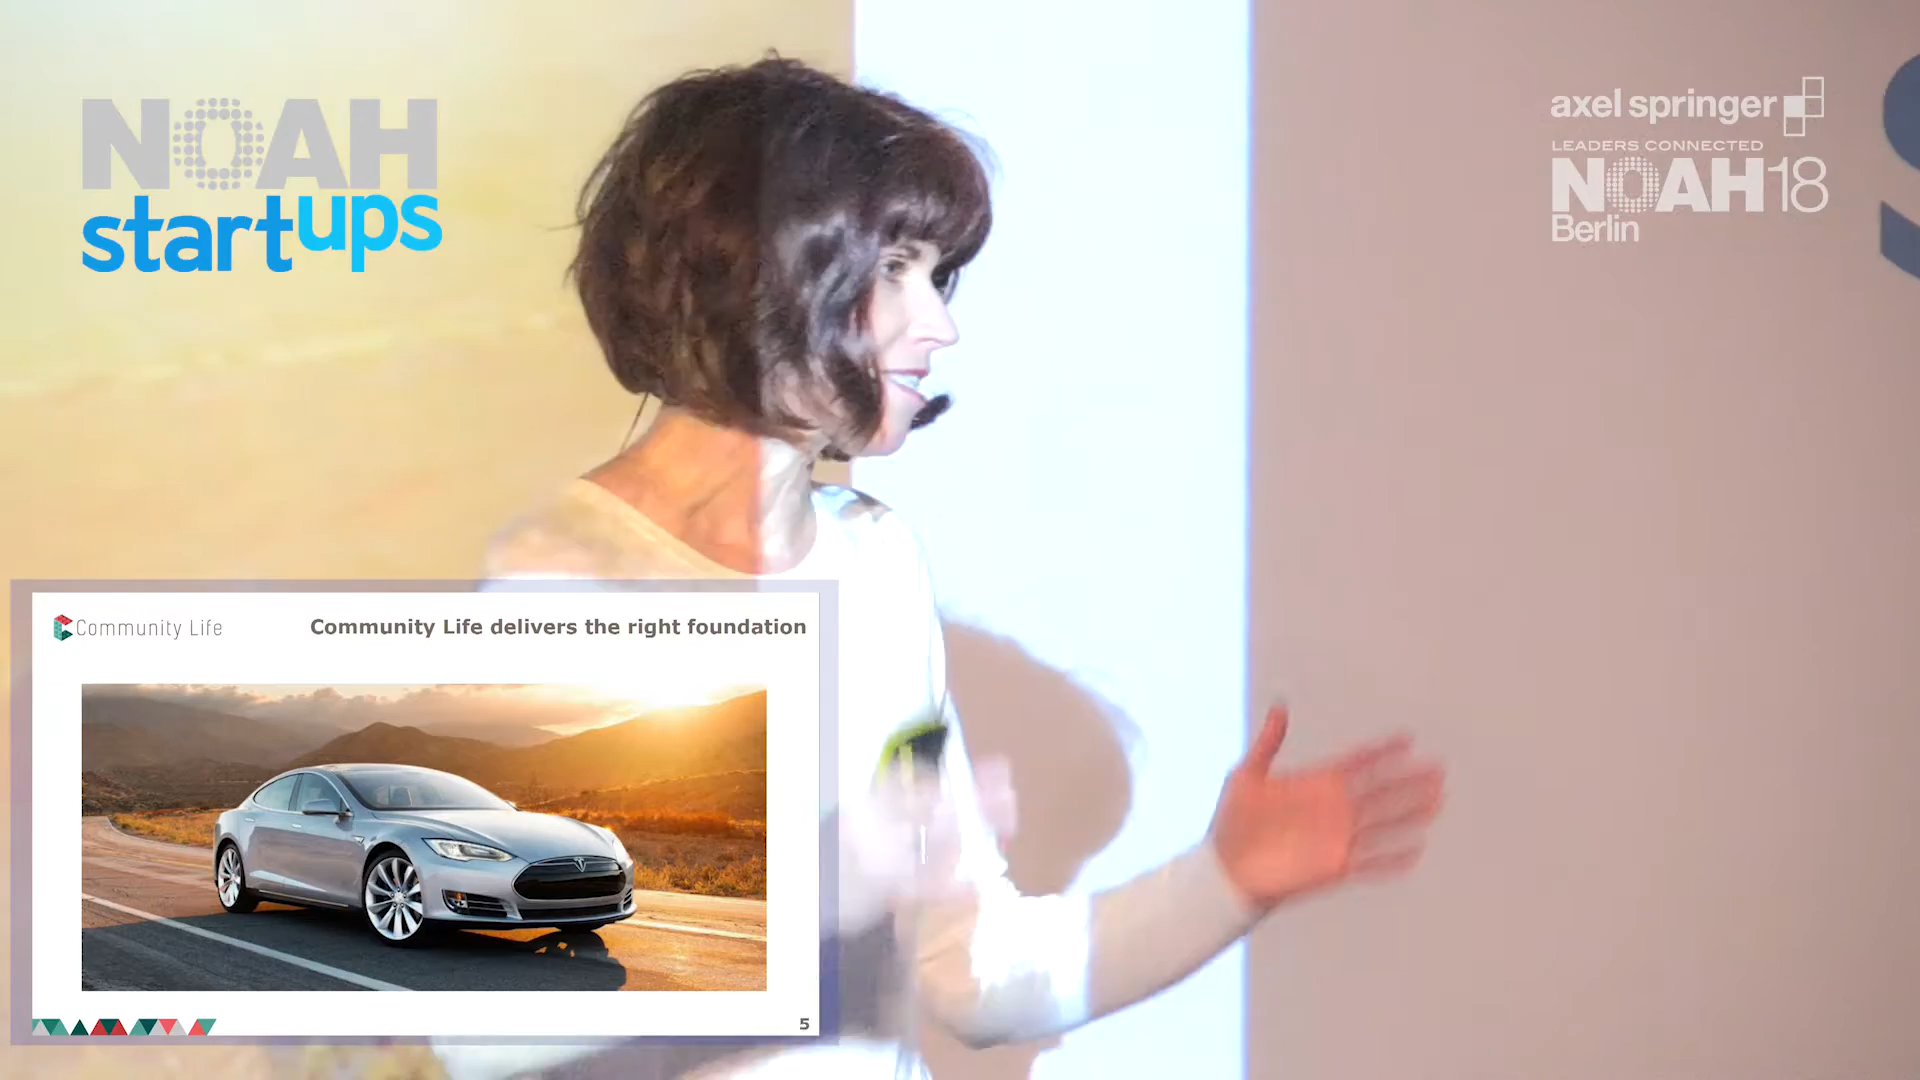 NOAH
startups
axel springer
LEADERS CONNECTED
NOAH18
Berlin
Community Life
Community Life delivers the right foundation
5